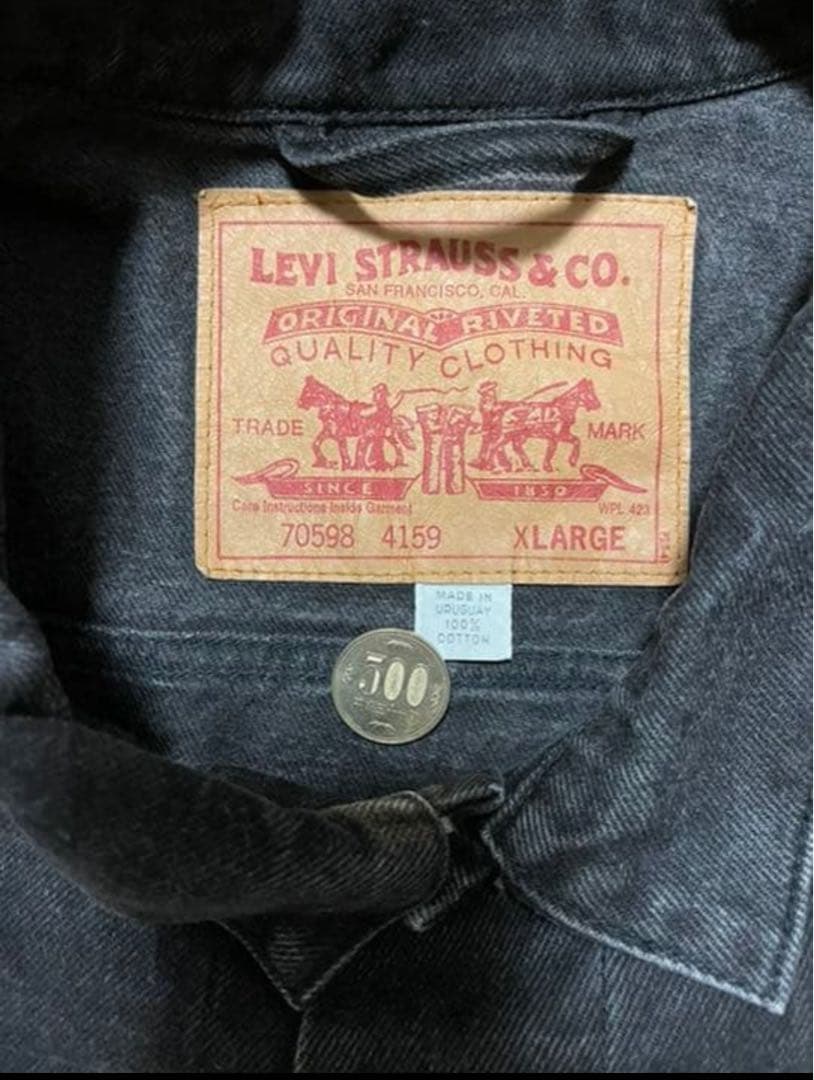 LEVI STRAUSS & CO.
SAN FRANCISCO, CAL.
ORIGINAL RIVETED
QUALITY CLOTHING
TRADE MARK
SINCE 1850
Care Instructions Inside Garment WPL 423
70598 4159 XLARGE
MADE IN
URUGUAY
100%
COTTON
500